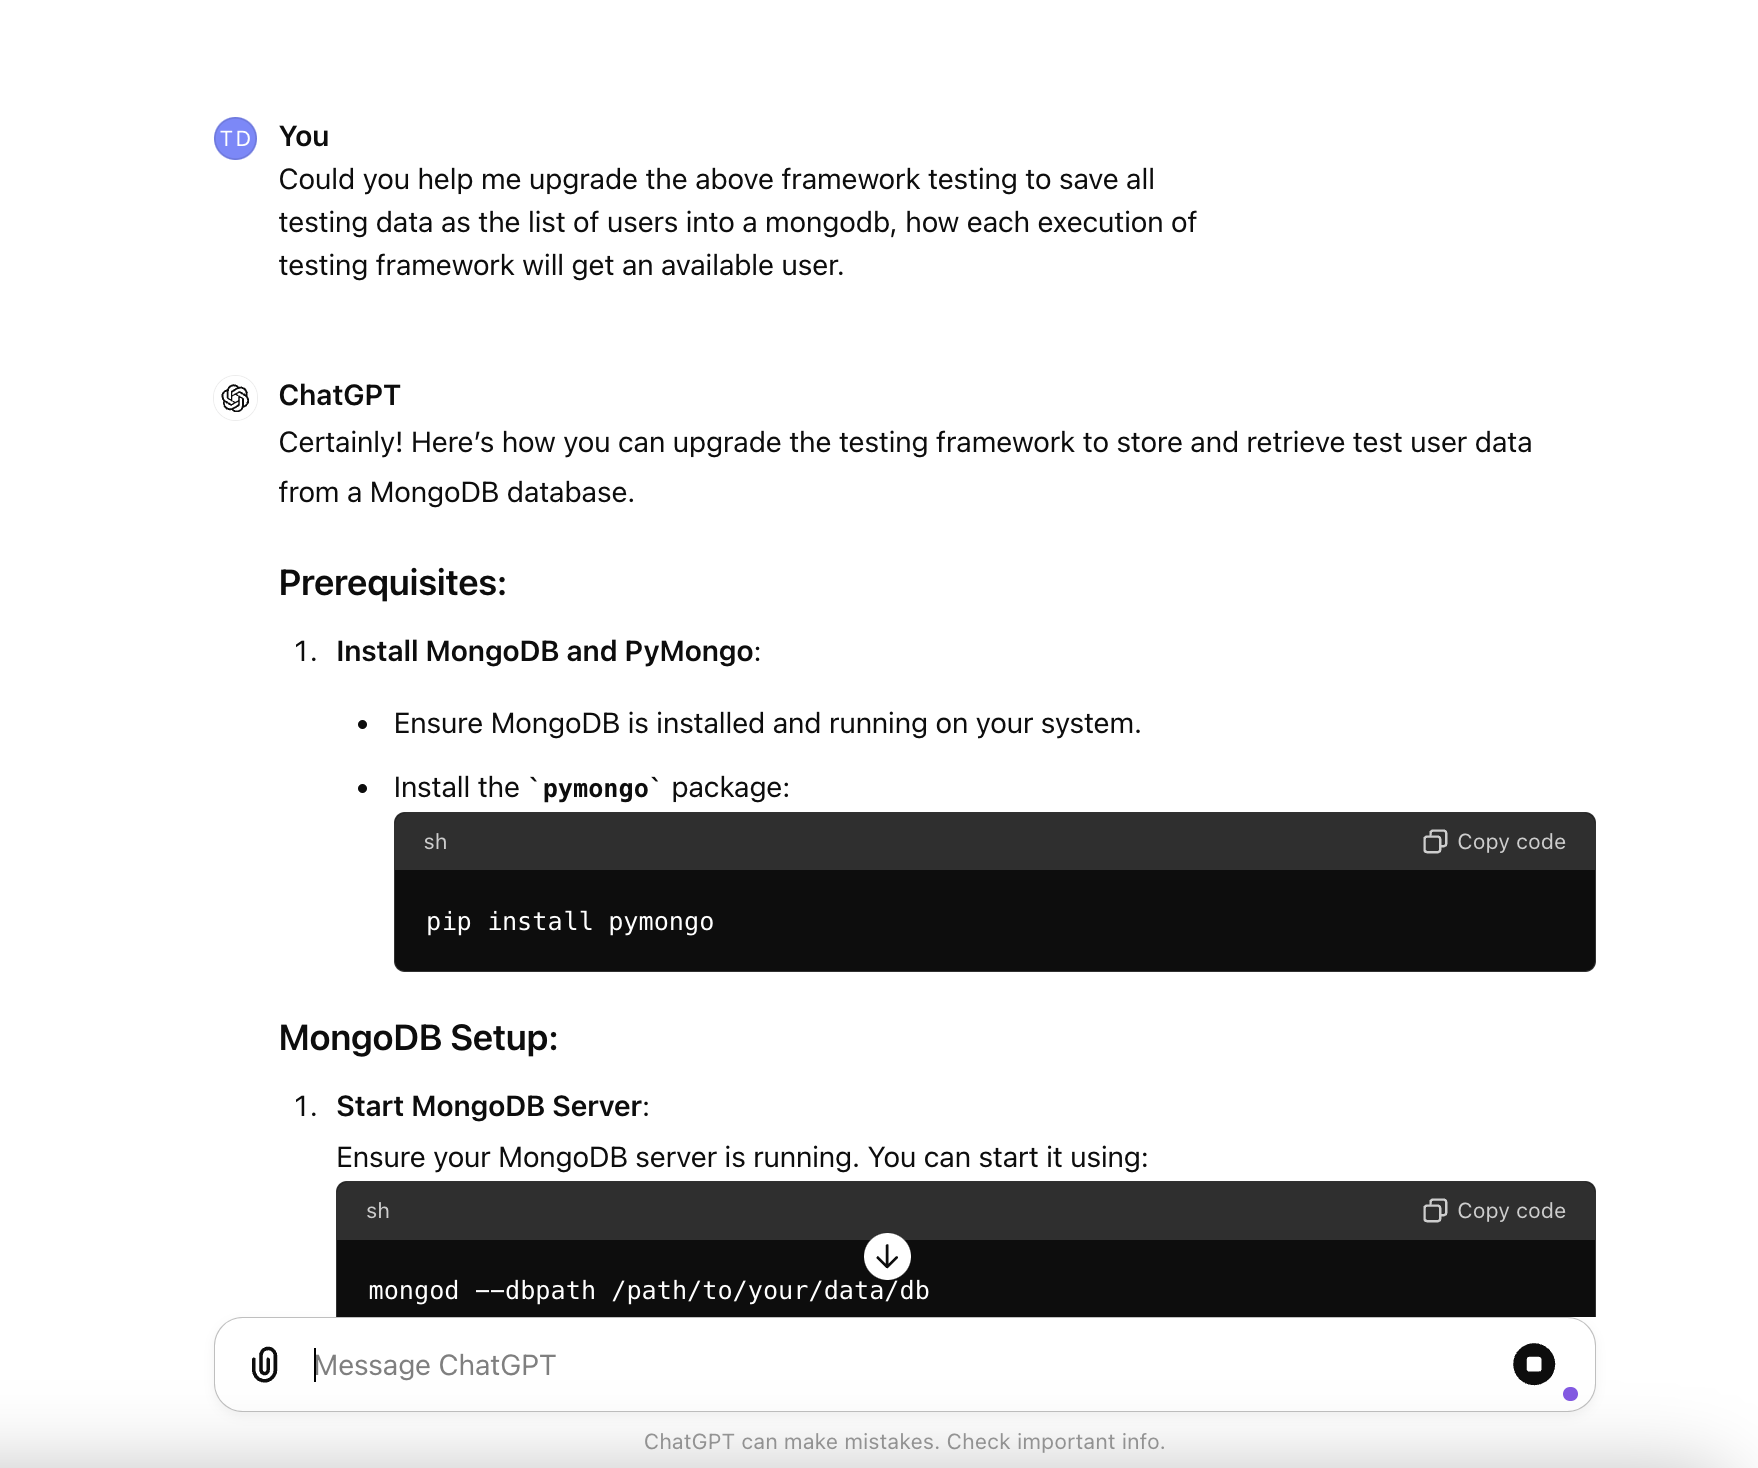 TD
You
Could you help me upgrade the above framework testing to save all
testing data as the list of users into a mongodb, how each execution of
testing framework will get an available user.
ChatGPT
Certainly! Here’s how you can upgrade the testing framework to store and retrieve test user data
from a MongoDB database.
Prerequisites:
1. Install MongoDB and PyMongo:
• Ensure MongoDB is installed and running on your system.
• Install the `pymongo` package:
sh
Copy code
pip install pymongo
MongoDB Setup:
1. Start MongoDB Server:
Ensure your MongoDB server is running. You can start it using:
sh
Copy code
mongod --dbpath /path/to/your/data/db
Message ChatGPT
ChatGPT can make mistakes. Check important info.